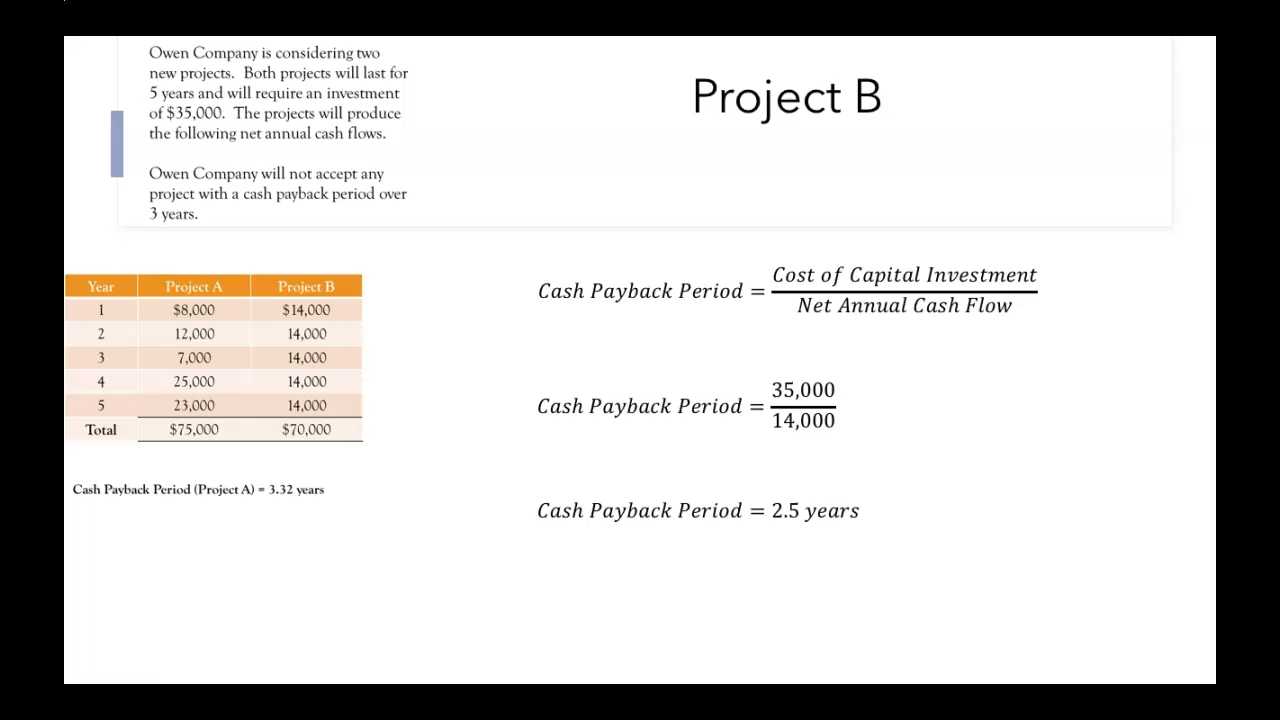 Owen Company is considering two
new projects. Both projects will last for
5 years and will require an investment
of $35,000. The projects will produce
the following net annual cash flows.
Owen Company will not accept any
project with a cash payback period over
3 years.
Project B
Year Project A Project B
1 $8,000 $14,000
2 12,000 14,000
3 7,000 14,000
4 25,000 14,000
5 23,000 14,000
Total $75,000 $70,000
Cash Payback Period (Project A) = 3.32 years
Cash Payback Period = Cost of Capital Investment
Net Annual Cash Flow
Cash Payback Period = 35,000
14,000
Cash Payback Period = 2.5 years